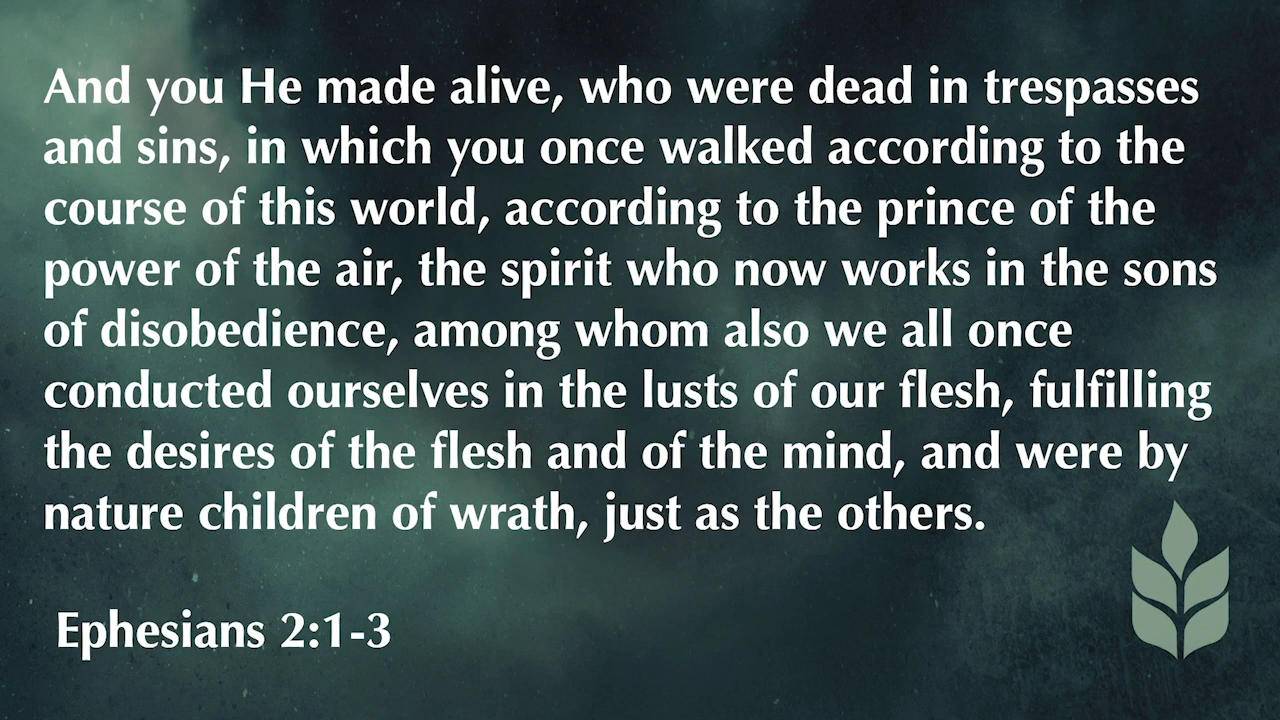 And you He made alive, who were dead in trespasses
and sins, in which you once walked according to the
course of this world, according to the prince of the
power of the air, the spirit who now works in the sons
of disobedience, among whom also we all once
conducted ourselves in the lusts of our flesh, fulfilling
the desires of the flesh and of the mind, and were by
nature children of wrath, just as the others.
Ephesians 2:1-3